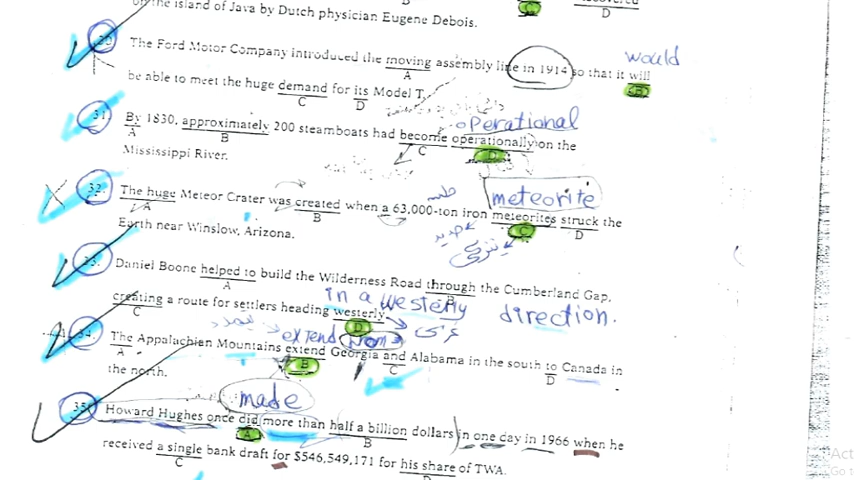 on the island of Java by Dutch physician Eugene Debois.
C
D
would
30. The Ford Motor Company introduced the moving assembly line in 1914 so that it will
A
B
be able to meet the huge demand for its Model T.
C D
operational
31. By 1830, approximately 200 steamboats had become operationally on the
A B C D
Mississippi River.
meteorite
32. The huge Meteor Crater was created when a 63,000-ton iron meteorites struck the
A B C D
Earth near Winslow, Arizona.
33. Daniel Boone helped to build the Wilderness Road through the Cumberland Gap,
A B
in a westerly direction.
creating a route for settlers heading westerly.
C D
extend from
34. The Appalachian Mountains extend Georgia and Alabama in the south to Canada in
A B C D
the north.
made
35. Howard Hughes once did more than half a billion dollars in one day in 1966 when he
A B
received a single bank draft for $546,549,171 for his share of TWA.
C D